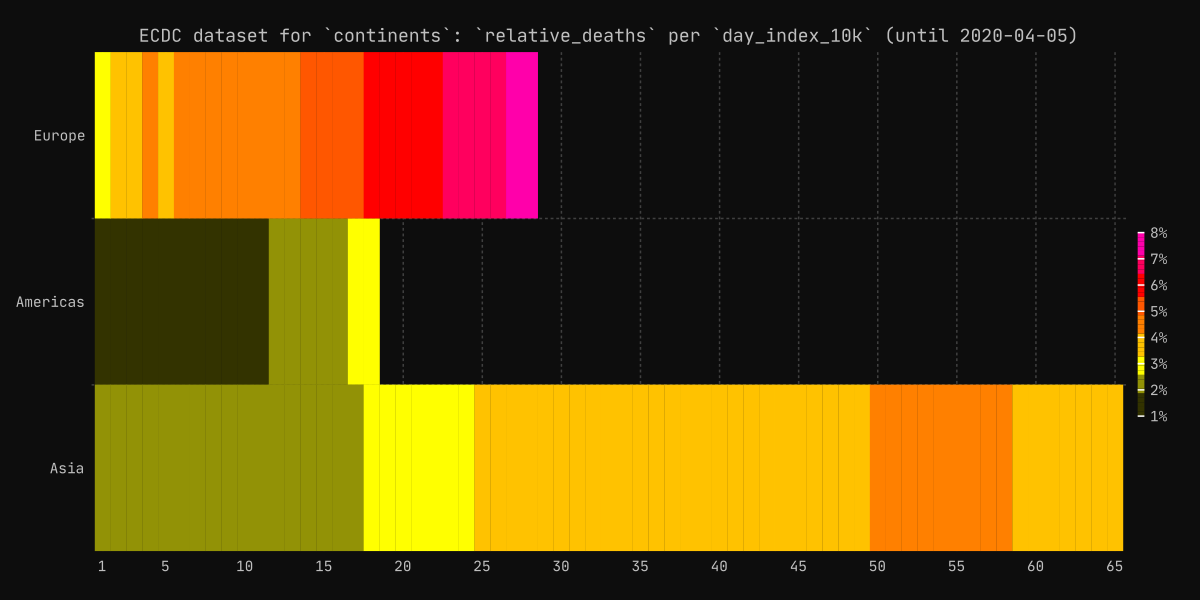 ECDC dataset for `continents`: `relative_deaths` per `day_index_10k` (until 2020-04-05)
Europe
Americas
Asia
8%
7%
6%
5%
4%
3%
2%
1%
1 5 10 15 20 25 30 35 40 45 50 55 60 65